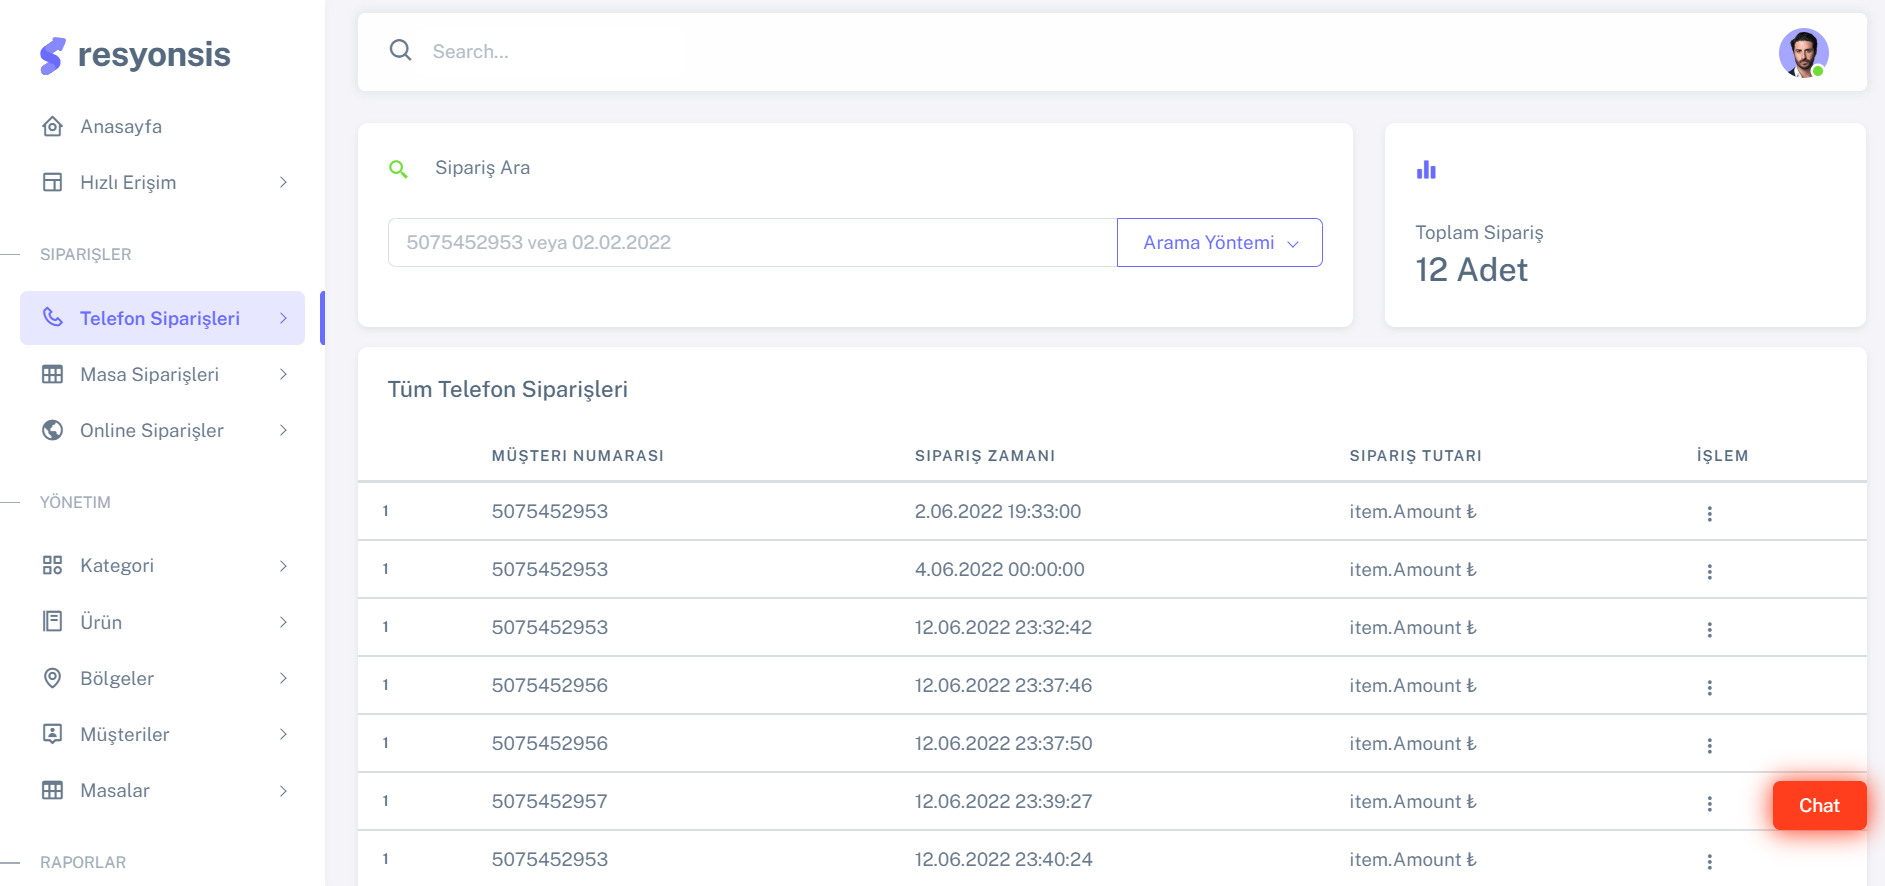 resyonsis
Search...
Anasayfa
Hızlı Erişim
SIPARIŞLER
Telefon Siparişleri
Masa Siparişleri
Online Siparişler
YÖNETIM
Kategori
Ürün
Bölgeler
Müşteriler
Masalar
RAPORLAR
Sipariş Ara
5075452953 veya 02.02.2022
Arama Yöntemi
Toplam Sipariş
12 Adet
Tüm Telefon Siparişleri
MÜŞTERI NUMARASI SIPARIŞ ZAMANI SIPARIŞ TUTARI İŞLEM
1 5075452953 2.06.2022 19:33:00 item.Amount ₺
1 5075452953 4.06.2022 00:00:00 item.Amount ₺
1 5075452953 12.06.2022 23:32:42 item.Amount ₺
1 5075452956 12.06.2022 23:37:46 item.Amount ₺
1 5075452956 12.06.2022 23:37:50 item.Amount ₺
1 5075452957 12.06.2022 23:39:27 item.Amount ₺
1 5075452953 12.06.2022 23:40:24 item.Amount ₺
Chat